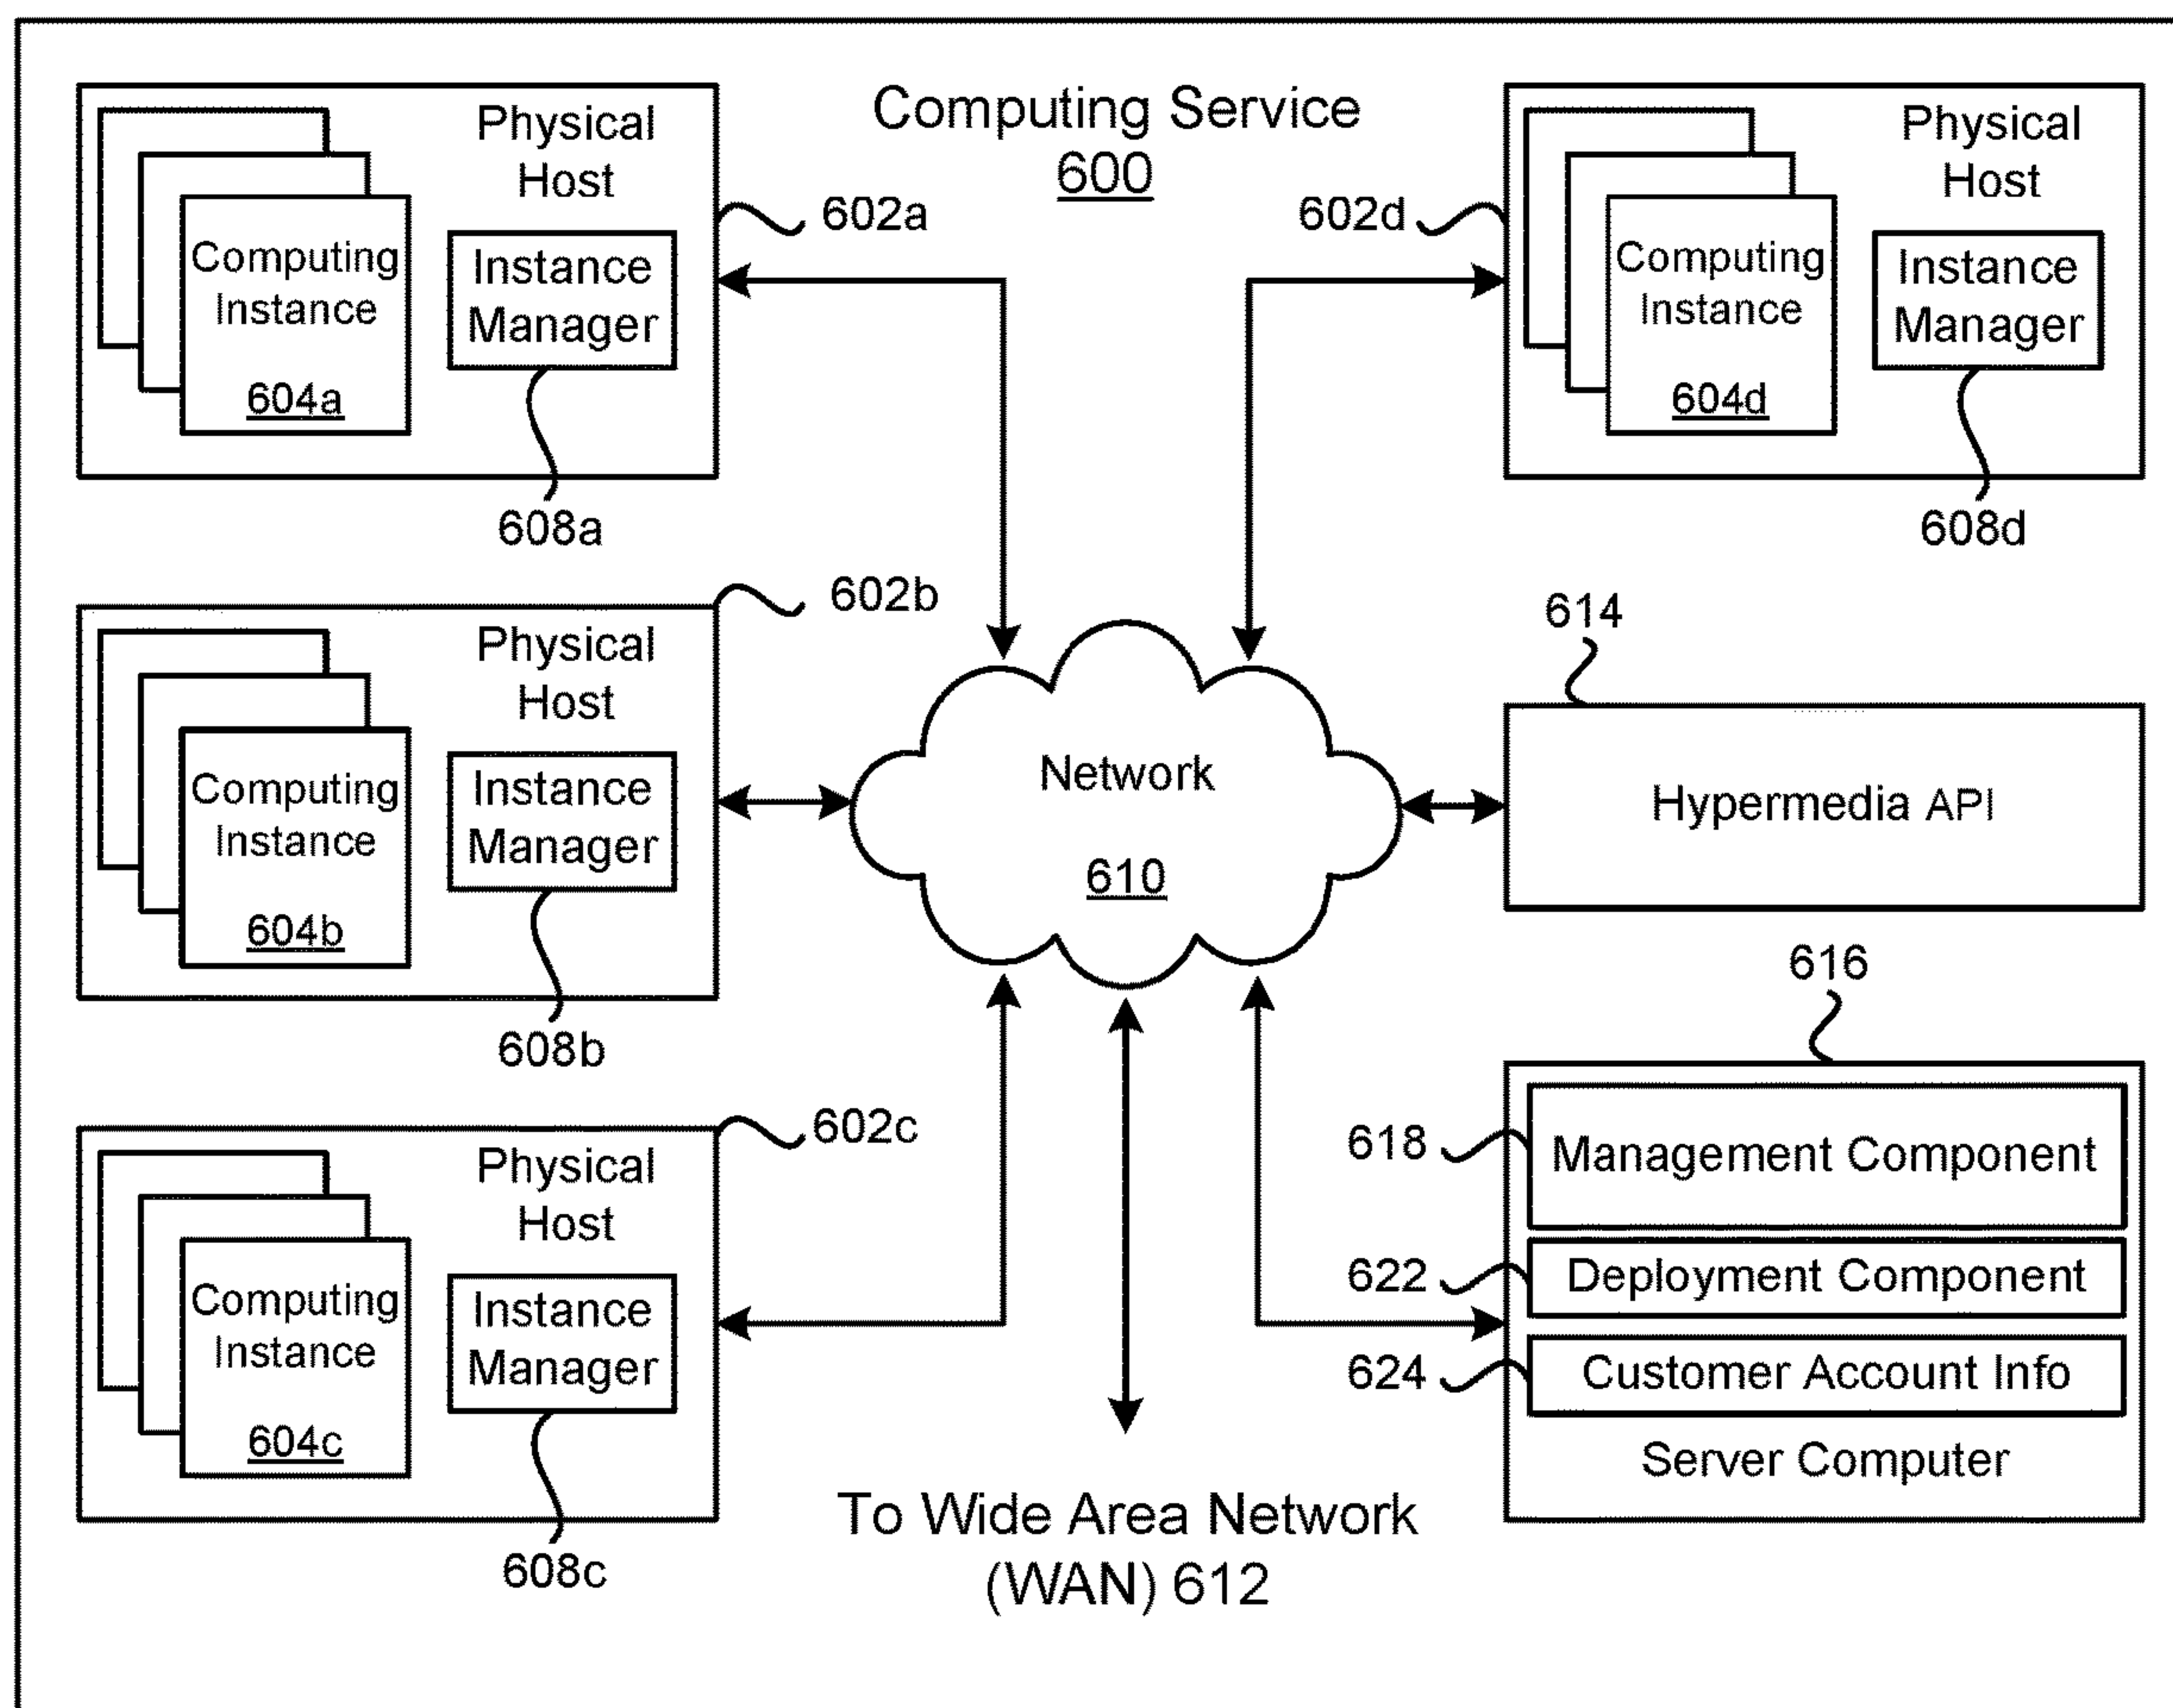 Computing Service
600
Physical
Host
602a
Computing
Instance
604a
Instance
Manager
608a
602d
Physical
Host
Computing
Instance
604d
Instance
Manager
608d
602b
Physical
Host
Computing
Instance
604b
Instance
Manager
608b
Network
610
614
Hypermedia API
602c
Physical
Host
Computing
Instance
604c
Instance
Manager
608c
616
618
Management Component
622
Deployment Component
624
Customer Account Info
Server Computer
To Wide Area Network
(WAN) 612